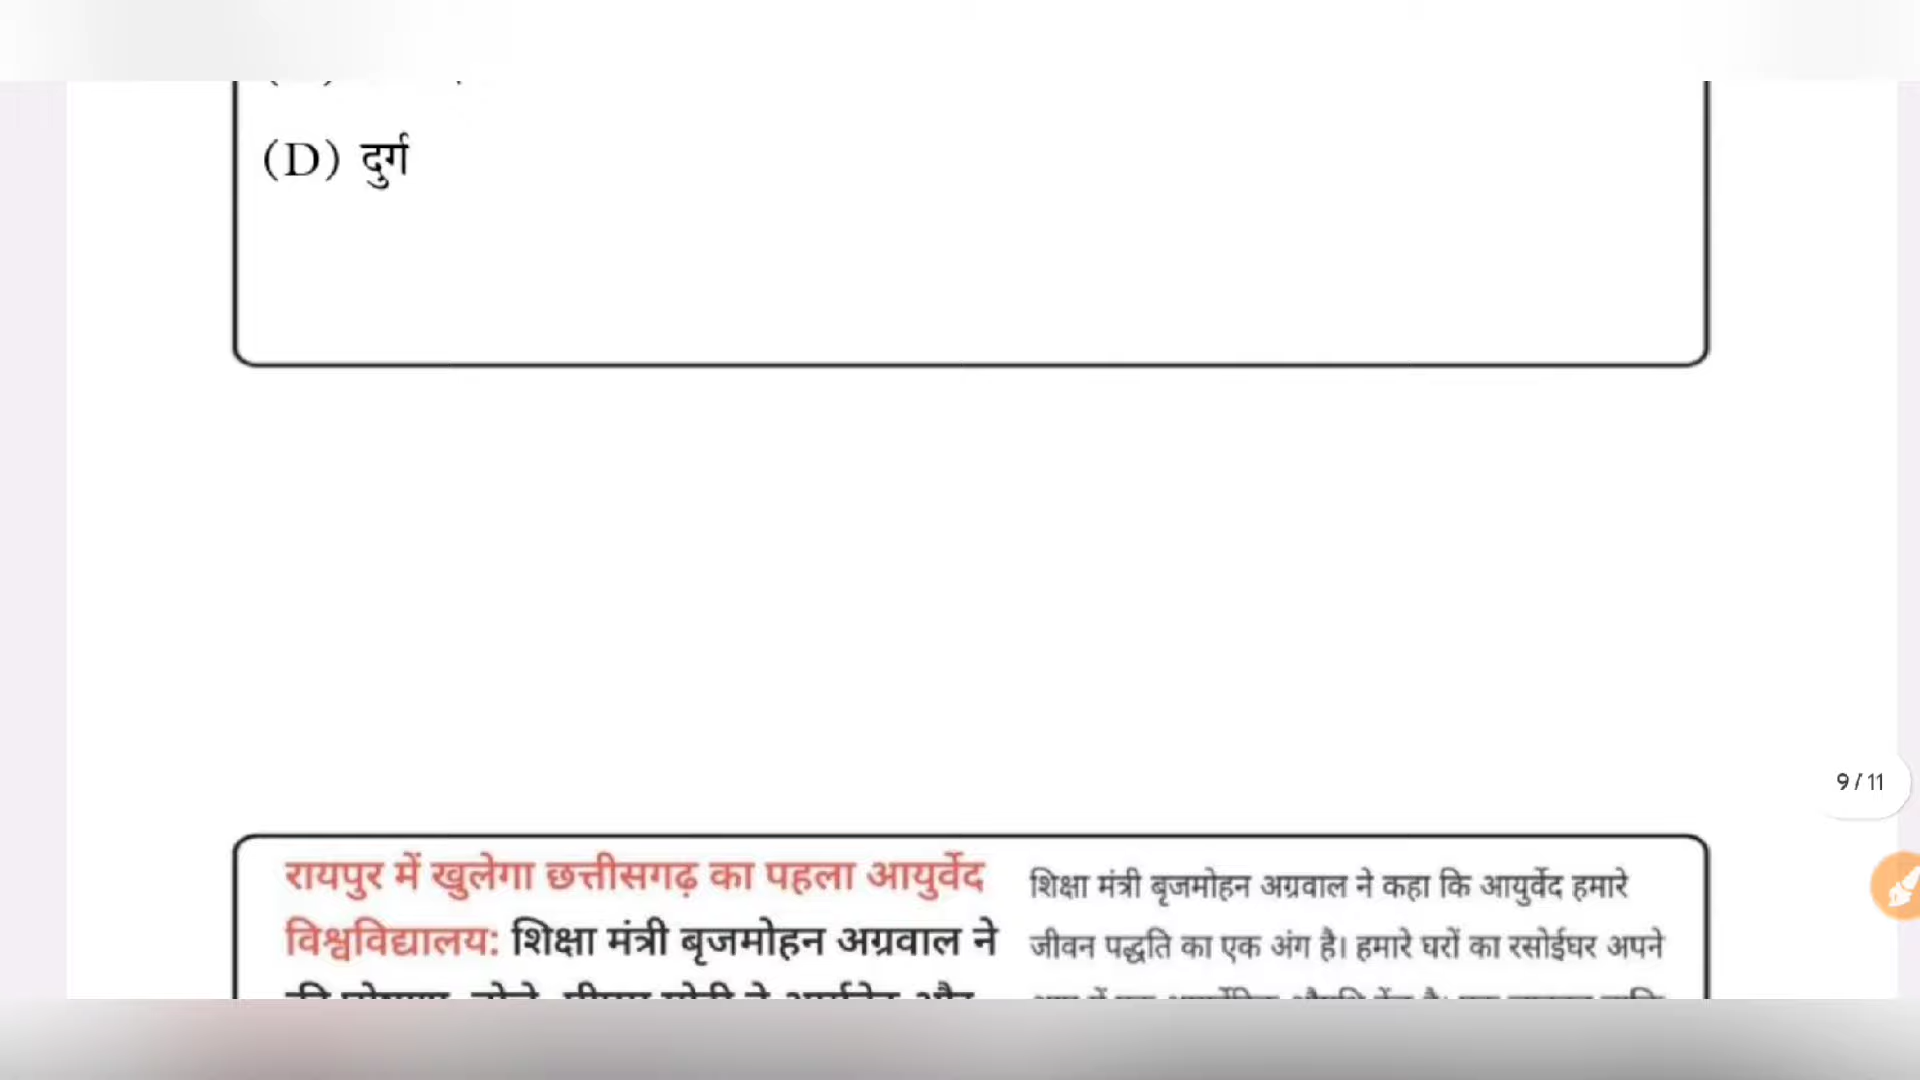 (D) दुर्ग
9 / 11
रायपुर में खुलेगा छत्तीसगढ़ का पहला आयुर्वेद
विश्वविद्यालय: शिक्षा मंत्री बृजमोहन अग्रवाल ने
शिक्षा मंत्री बृजमोहन अग्रवाल ने कहा कि आयुर्वेद हमारे
जीवन पद्धति का एक अंग है। हमारे घरों का रसोईघर अपने